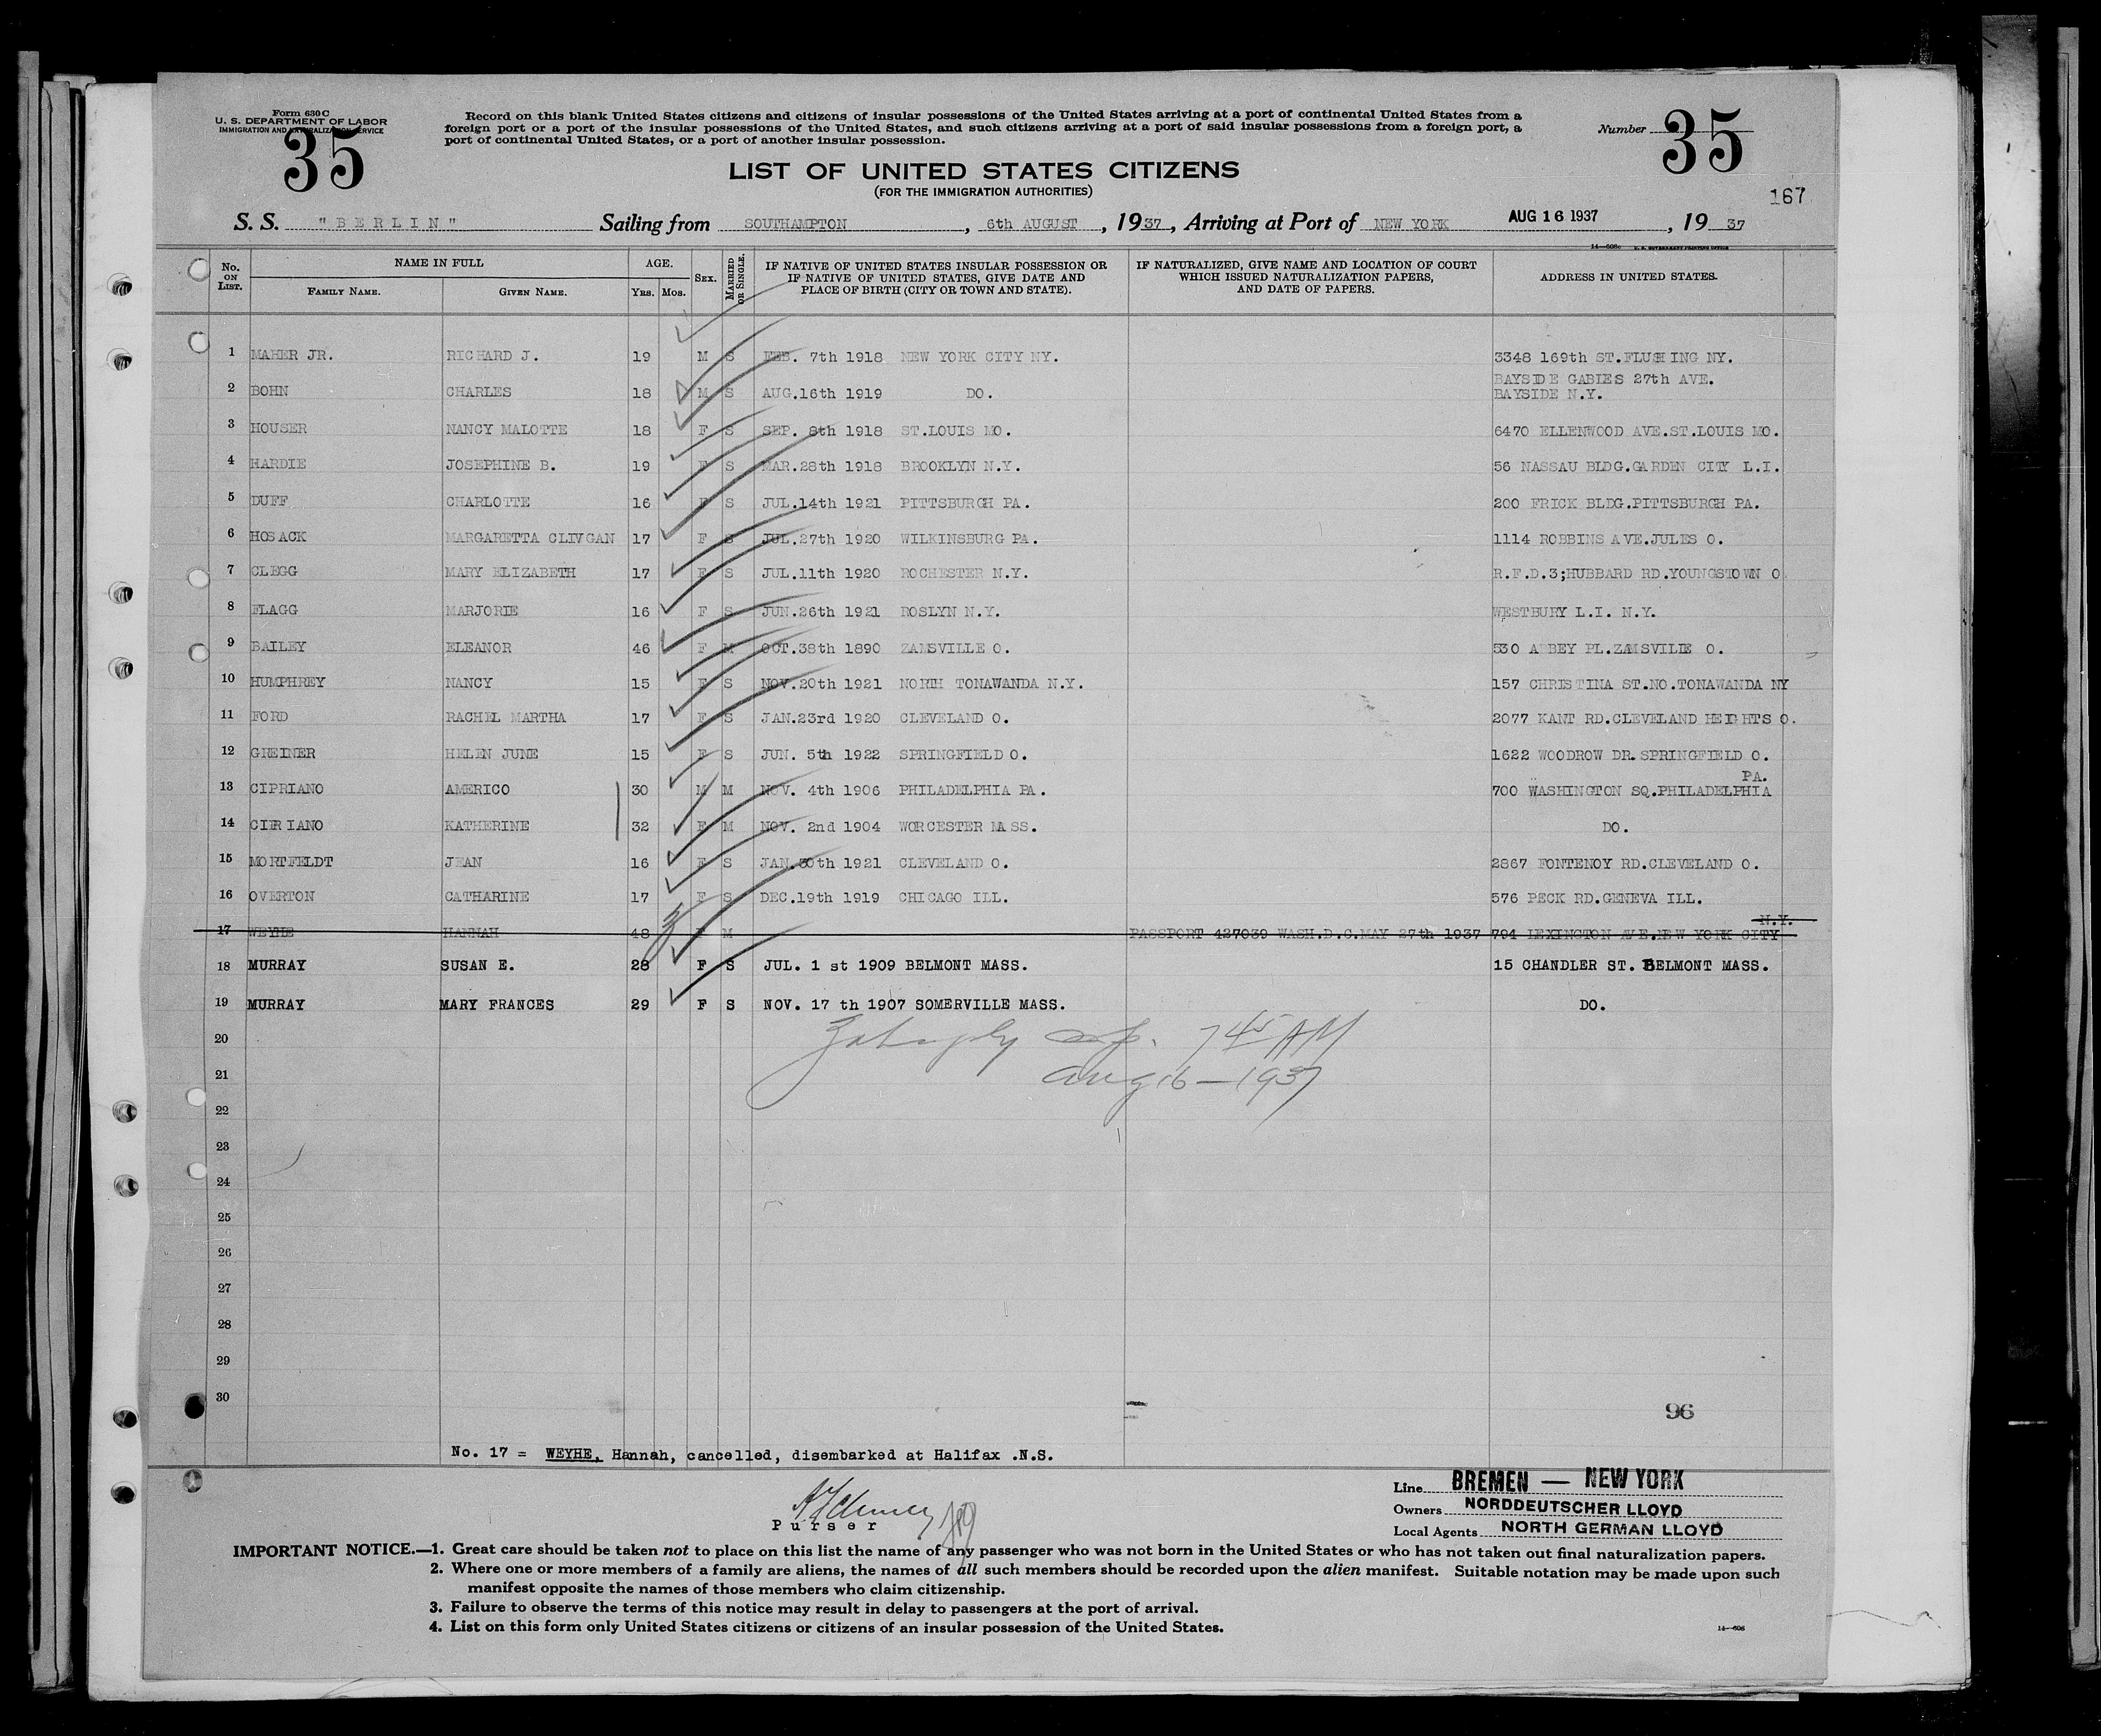 Form 630 C
U. S. DEPARTMENT OF LABOR
IMMIGRATION AND NATURALIZATION SERVICE
35
Record on this blank United States citizens and citizens of insular possessions of the United States arriving at a port of continental United States from a
foreign port or a port of the insular possessions of the United States, and such citizens arriving at a port of said insular possessions from a foreign port, a
port of continental United States, or a port of another insular possession.
Number 35
LIST OF UNITED STATES CITIZENS
(FOR THE IMMIGRATION AUTHORITIES)
167
S. S. "BERLIN" Sailing from SOUTHAMPTON, 6th AUGUST, 1937, Arriving at Port of NEW YORK AUG 16 1937, 1937
No. ON LIST. NAME IN FULL AGE. SEX. MARRIED OR SINGLE. IF NATIVE OF UNITED STATES INSULAR POSSESSION OR IF NATIVE OF UNITED STATES, GIVE DATE AND PLACE OF BIRTH (CITY OR TOWN AND STATE). IF NATURALIZED, GIVE NAME AND LOCATION OF COURT WHICH ISSUED NATURALIZATION PAPERS, AND DATE OF PAPERS. ADDRESS IN UNITED STATES.
FAMILY NAME. GIVEN NAME. YRS. MOS.
1 MAHER JR. RICHARD J. 19 M S FEB. 7th 1918 NEW YORK CITY NY. 3348 169th ST.FLUSHING NY.
2 BOHN CHARLES 18 M S AUG.16th 1919 DO. BAYSIDE GABIES 27th AVE.
BAYSIDE N.Y.
3 HOUSER NANCY MALOTTE 18 F S SEP. 8th 1918 ST.LOUIS MO. 6470 ELLENWOOD AVE.ST.LOUIS MO.
4 HARDIE JOSEPHINE B. 19 F S MAR.28th 1918 BROOKLYN N.Y. 56 NASSAU BLDG.GARDEN CITY L.I.
5 DUFF CHARLOTTE 16 F S JUL.14th 1921 PITTSBURGH PA. 200 FRICK BLDG.PITTSBURGH PA.
6 HOSACK MARGARETTA CLIVGAN 17 F S JUL.27th 1920 WILKINSBURG PA. 1114 ROBBINS AVE.JULES O.
7 CLEGG MARY ELIZABETH 17 F S JUL.11th 1920 ROCHESTER N.Y. R.F.D.3;HUBBARD RD.YOUNGSTOWN O
8 FLAGG MARJORIE 16 F S JUN.26th 1921 ROSLYN N.Y. WESTBURY L.I. N.Y.
9 BAILEY ELEANOR 46 F M OCT.38th 1890 ZANSVILLE O. 530 ABBEY PL.ZANSVILLE O.
10 HUMPHREY NANCY 15 F S NOV.20th 1921 NORTH TONAWANDA N.Y. 157 CHRISTINA ST.NO.TONAWANDA NY
11 FORD RACHEL MARTHA 17 F S JAN.23rd 1920 CLEVELAND O. 2077 KANT RD.CLEVELAND HEIGHTS O.
12 GREINER HELEN JUNE 15 F S JUN. 5th 1922 SPRINGFIELD O. 1622 WOODROW DR.SPRINGFIELD O.
PA.
13 CIPRIANO AMERICO 30 M M NOV. 4th 1906 PHILADELPHIA PA. 700 WASHINGTON SQ.PHILADELPHIA
14 CIPRIANO KATHERINE 32 F M NOV. 2nd 1904 WORCESTER MASS. DO.
15 MORTFELDT JEAN 16 F S JAN.30th 1921 CLEVELAND O. 2867 FONTENOY RD.CLEVELAND O.
16 OVERTON CATHARINE 17 F S DEC.19th 1919 CHICAGO ILL. 576 PECK RD.GENEVA ILL.
N.Y.
17 WEYHE HANNAH 48 F M PASSPORT 427039 WASH.D.C.MAY 27th 1937 794 LEXINGTON AVE.NEW YORK CITY
18 MURRAY SUSAN E. 28 F S JUL. 1 st 1909 BELMONT MASS. 15 CHANDLER ST. BELMONT MASS.
19 MURRAY MARY FRANCES 29 F S NOV. 17 th 1907 SOMERVILLE MASS. DO.
20
7 45 AM
21
Aug 16 - 1937
22
23
24
25
26
27
28
29
30
96
No. 17 = WEYHE, Hannah, cancelled, disembarked at Halifax .N.S.
Purser
Line BREMEN — NEW YORK
Owners NORDDEUTSCHER LLOYD
Local Agents NORTH GERMAN LLOYD
IMPORTANT NOTICE.—1. Great care should be taken not to place on this list the name of any passenger who was not born in the United States or who has not taken out final naturalization papers.
2. Where one or more members of a family are aliens, the names of all such members should be recorded upon the alien manifest. Suitable notation may be made upon such
manifest opposite the names of those members who claim citizenship.
3. Failure to observe the terms of this notice may result in delay to passengers at the port of arrival.
4. List on this form only United States citizens or citizens of an insular possession of the United States.